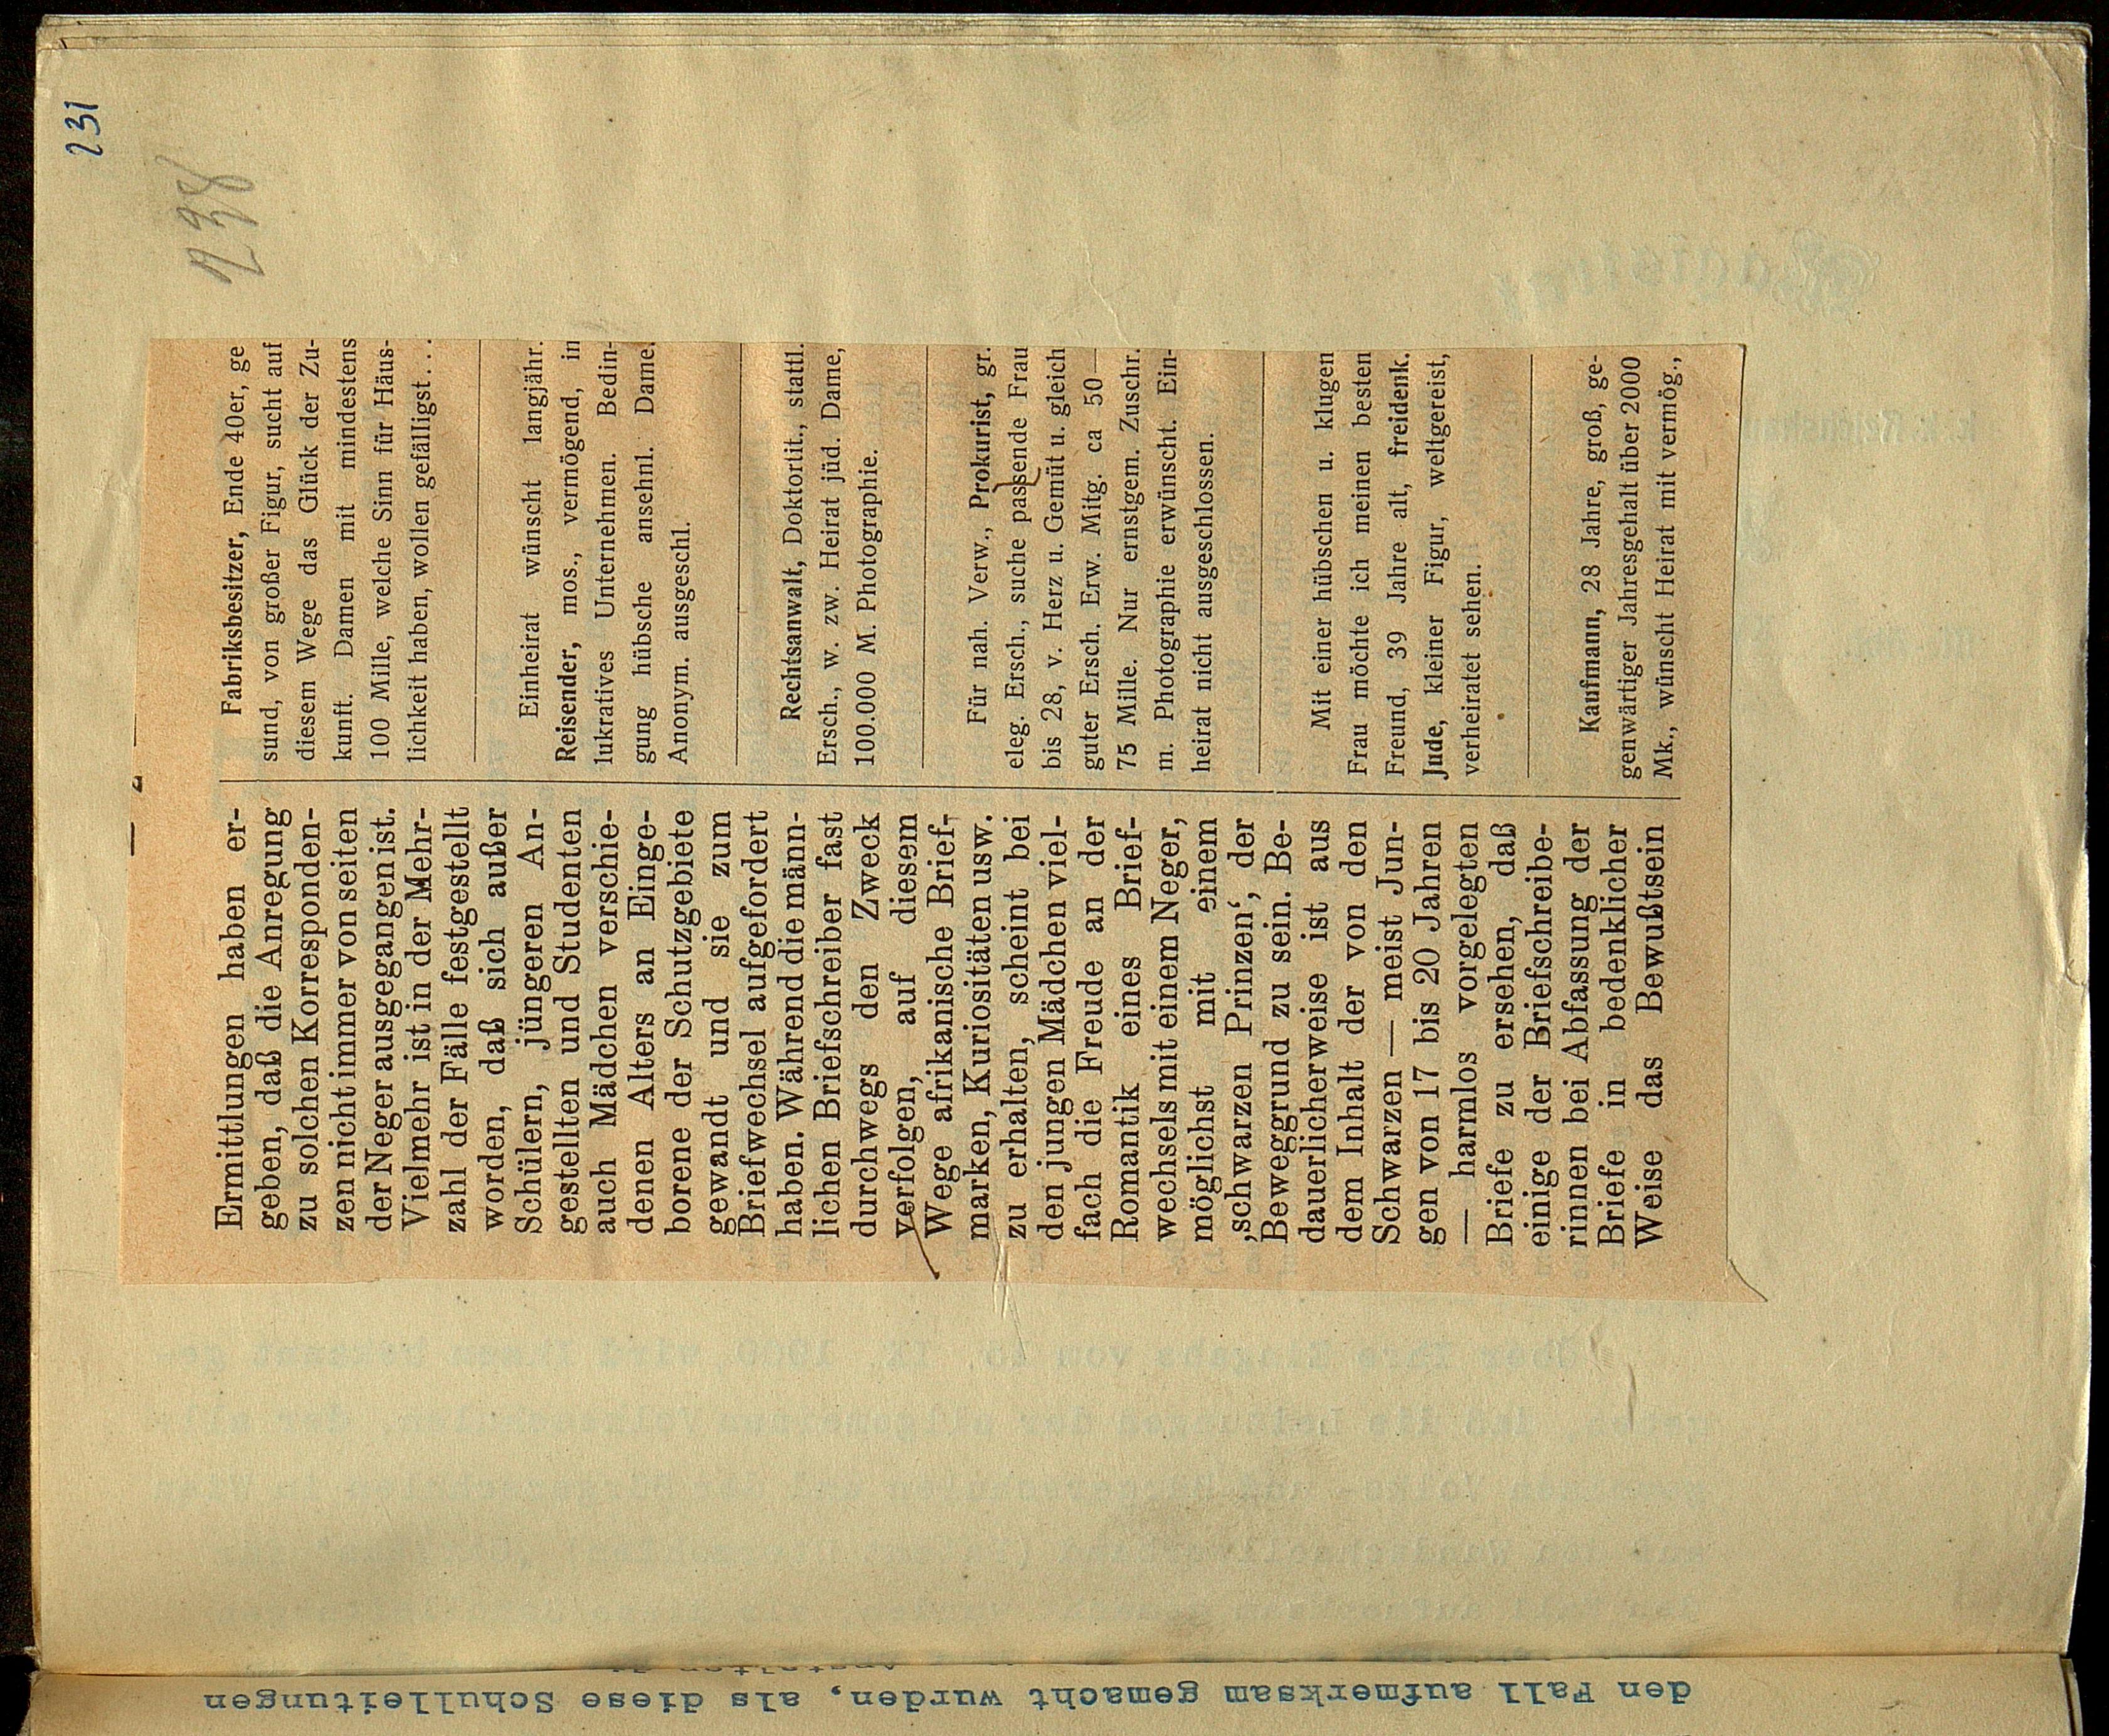 231
238
— 2 —
Ermittlungen haben er-
geben, daß die Anregung
zu solchen Korresponden-
zen nicht immer von seiten
der Neger ausgegangen ist.
Vielmehr ist in der Mehr-
zahl der Fälle festgestellt
worden, daß sich außer
Schülern, jüngeren An-
gestellten und Studenten
auch Mädchen verschie-
denen Alters an Einge-
borene der Schutzgebiete
gewandt und sie zum
Briefwechsel aufgefordert
haben. Während die männ-
lichen Briefschreiber fast
durchwegs den Zweck
verfolgen, auf diesem
Wege afrikanische Brief-
marken, Kuriositäten usw.
zu erhalten, scheint bei
den jungen Mädchen viel-
fach die Freude an der
Romantik eines Brief-
wechsels mit einem Neger,
möglichst mit einem
‚schwarzen Prinzen‘, der
Beweggrund zu sein. Be-
dauerlicherweise ist aus
dem Inhalt der von den
Schwarzen — meist Jun-
gen von 17 bis 20 Jahren
— harmlos vorgelegten
Briefe zu ersehen, daß
einige der Briefschreibe-
rinnen bei Abfassung der
Briefe in bedenklicher
Weise das Bewußtsein
Fabriksbesitzer, Ende 40er, ge
sund, von großer Figur, sucht auf
diesem Wege das Glück der Zu-
kunft. Damen mit mindestens
100 Mille, welche Sinn für Häus-
lichkeit haben, wollen gefälligst . . .
Einheirat wünscht langjähr.
Reisender, mos., vermögend, in
lukratives Unternehmen. Bedin-
gung hübsche ansehnl. Dame.
Anonym. ausgeschl.
Rechtsanwalt, Doktortit., stattl.
Ersch., w. zw. Heirat jüd. Dame,
100.000 M. Photographie.
Für nah. Verw., Prokurist, gr.
eleg. Ersch., suche passende Frau
bis 28, v. Herz u. Gemüt u. gleich
guter Ersch. Erw. Mitg. ca 50—
75 Mille. Nur ernstgem. Zuschr.
m. Photographie erwünscht. Ein-
heirat nicht ausgeschlossen.
Mit einer hübschen u. klugen
Frau möchte ich meinen besten
Freund, 39 Jahre alt, freidenk.
Jude, kleiner Figur, weltgereist,
verheiratet sehen.
Kaufmann, 28 Jahre, groß, ge-
genwärtiger Jahresgehalt über 2000
Mk., wünscht Heirat mit vermög.,
den Fall aufmerksam gemacht wurden, als diese Schulleitungen